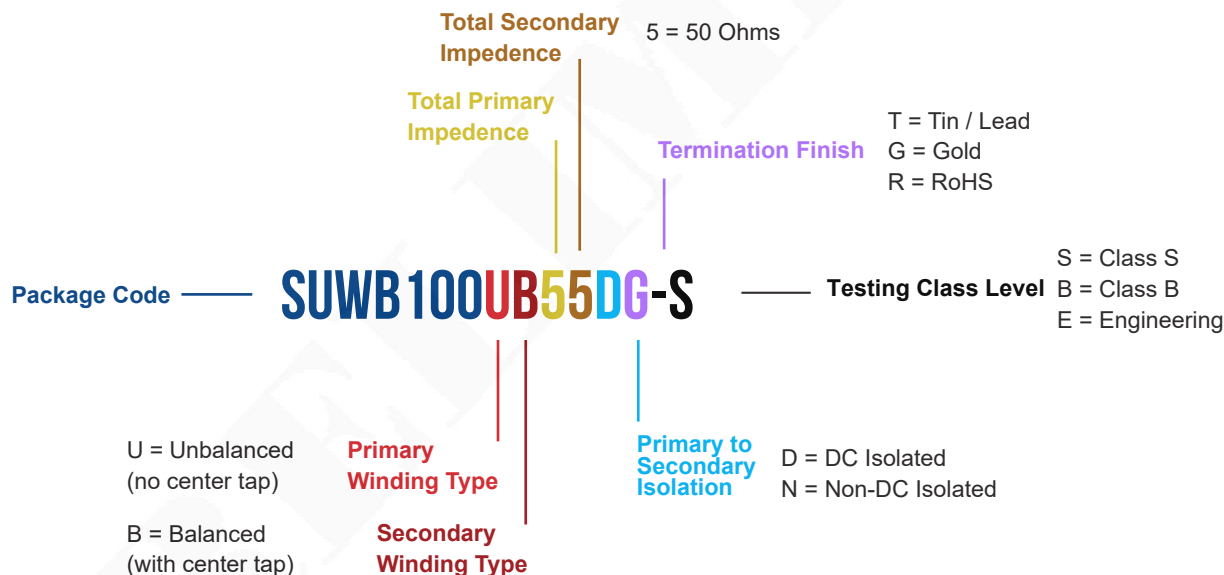 Total Secondary
Impedence
5 = 50 Ohms
Total Primary
Impedence
Termination Finish
T = Tin / Lead
G = Gold
R = RoHS
Package Code
SUWB100UB55DG-S
Testing Class Level
S = Class S
B = Class B
E = Engineering
U = Unbalanced
(no center tap)
Primary
Winding Type
Primary to
Secondary
Isolation
D = DC Isolated
N = Non-DC Isolated
B = Balanced
(with center tap)
Secondary
Winding Type